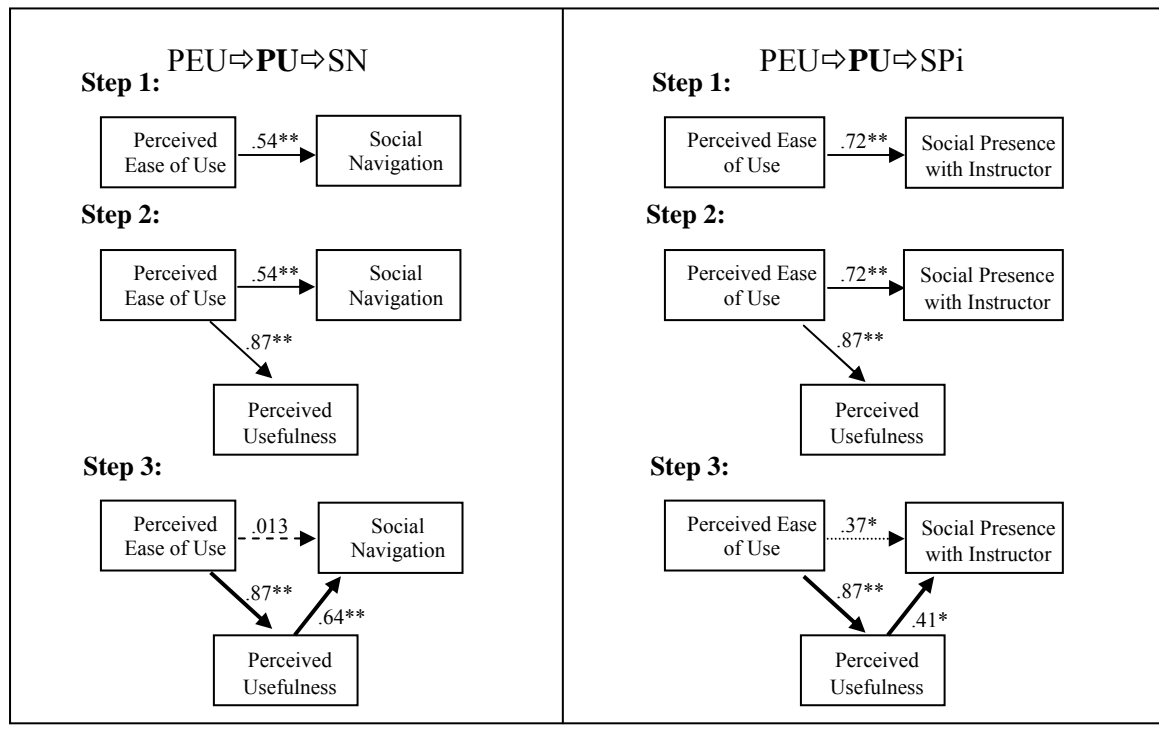 PEU⇨PU⇨SN
Step 1:
Perceived
Ease of Use
.54**
Social
Navigation
Step 2:
Perceived
Ease of Use
.54**
Social
Navigation
.87**
Perceived
Usefulness
Step 3:
Perceived
Ease of Use
.013
Social
Navigation
.87**
.64**
Perceived
Usefulness
PEU⇨PU⇨SPi
Step 1:
Perceived Ease
of Use
.72**
Social Presence
with Instructor
Step 2:
Perceived Ease
of Use
.72**
Social Presence
with Instructor
.87**
Perceived
Usefulness
Step 3:
Perceived Ease
of Use
.37*
Social Presence
with Instructor
.87**
.41*
Perceived
Usefulness